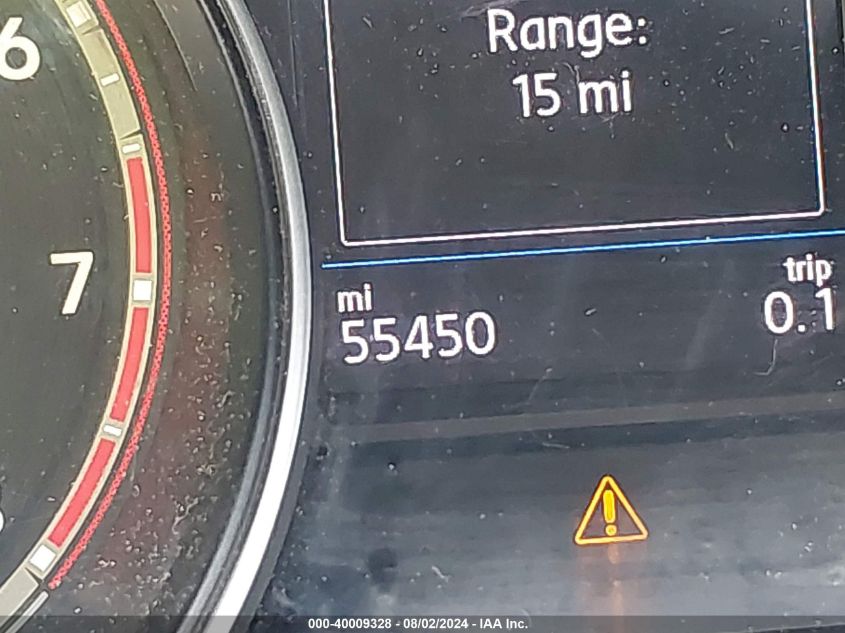 6
Range:
15 mi
7
mi
trip
55450
0.1
000-40009328 - 08/02/2024 - IAA Inc.